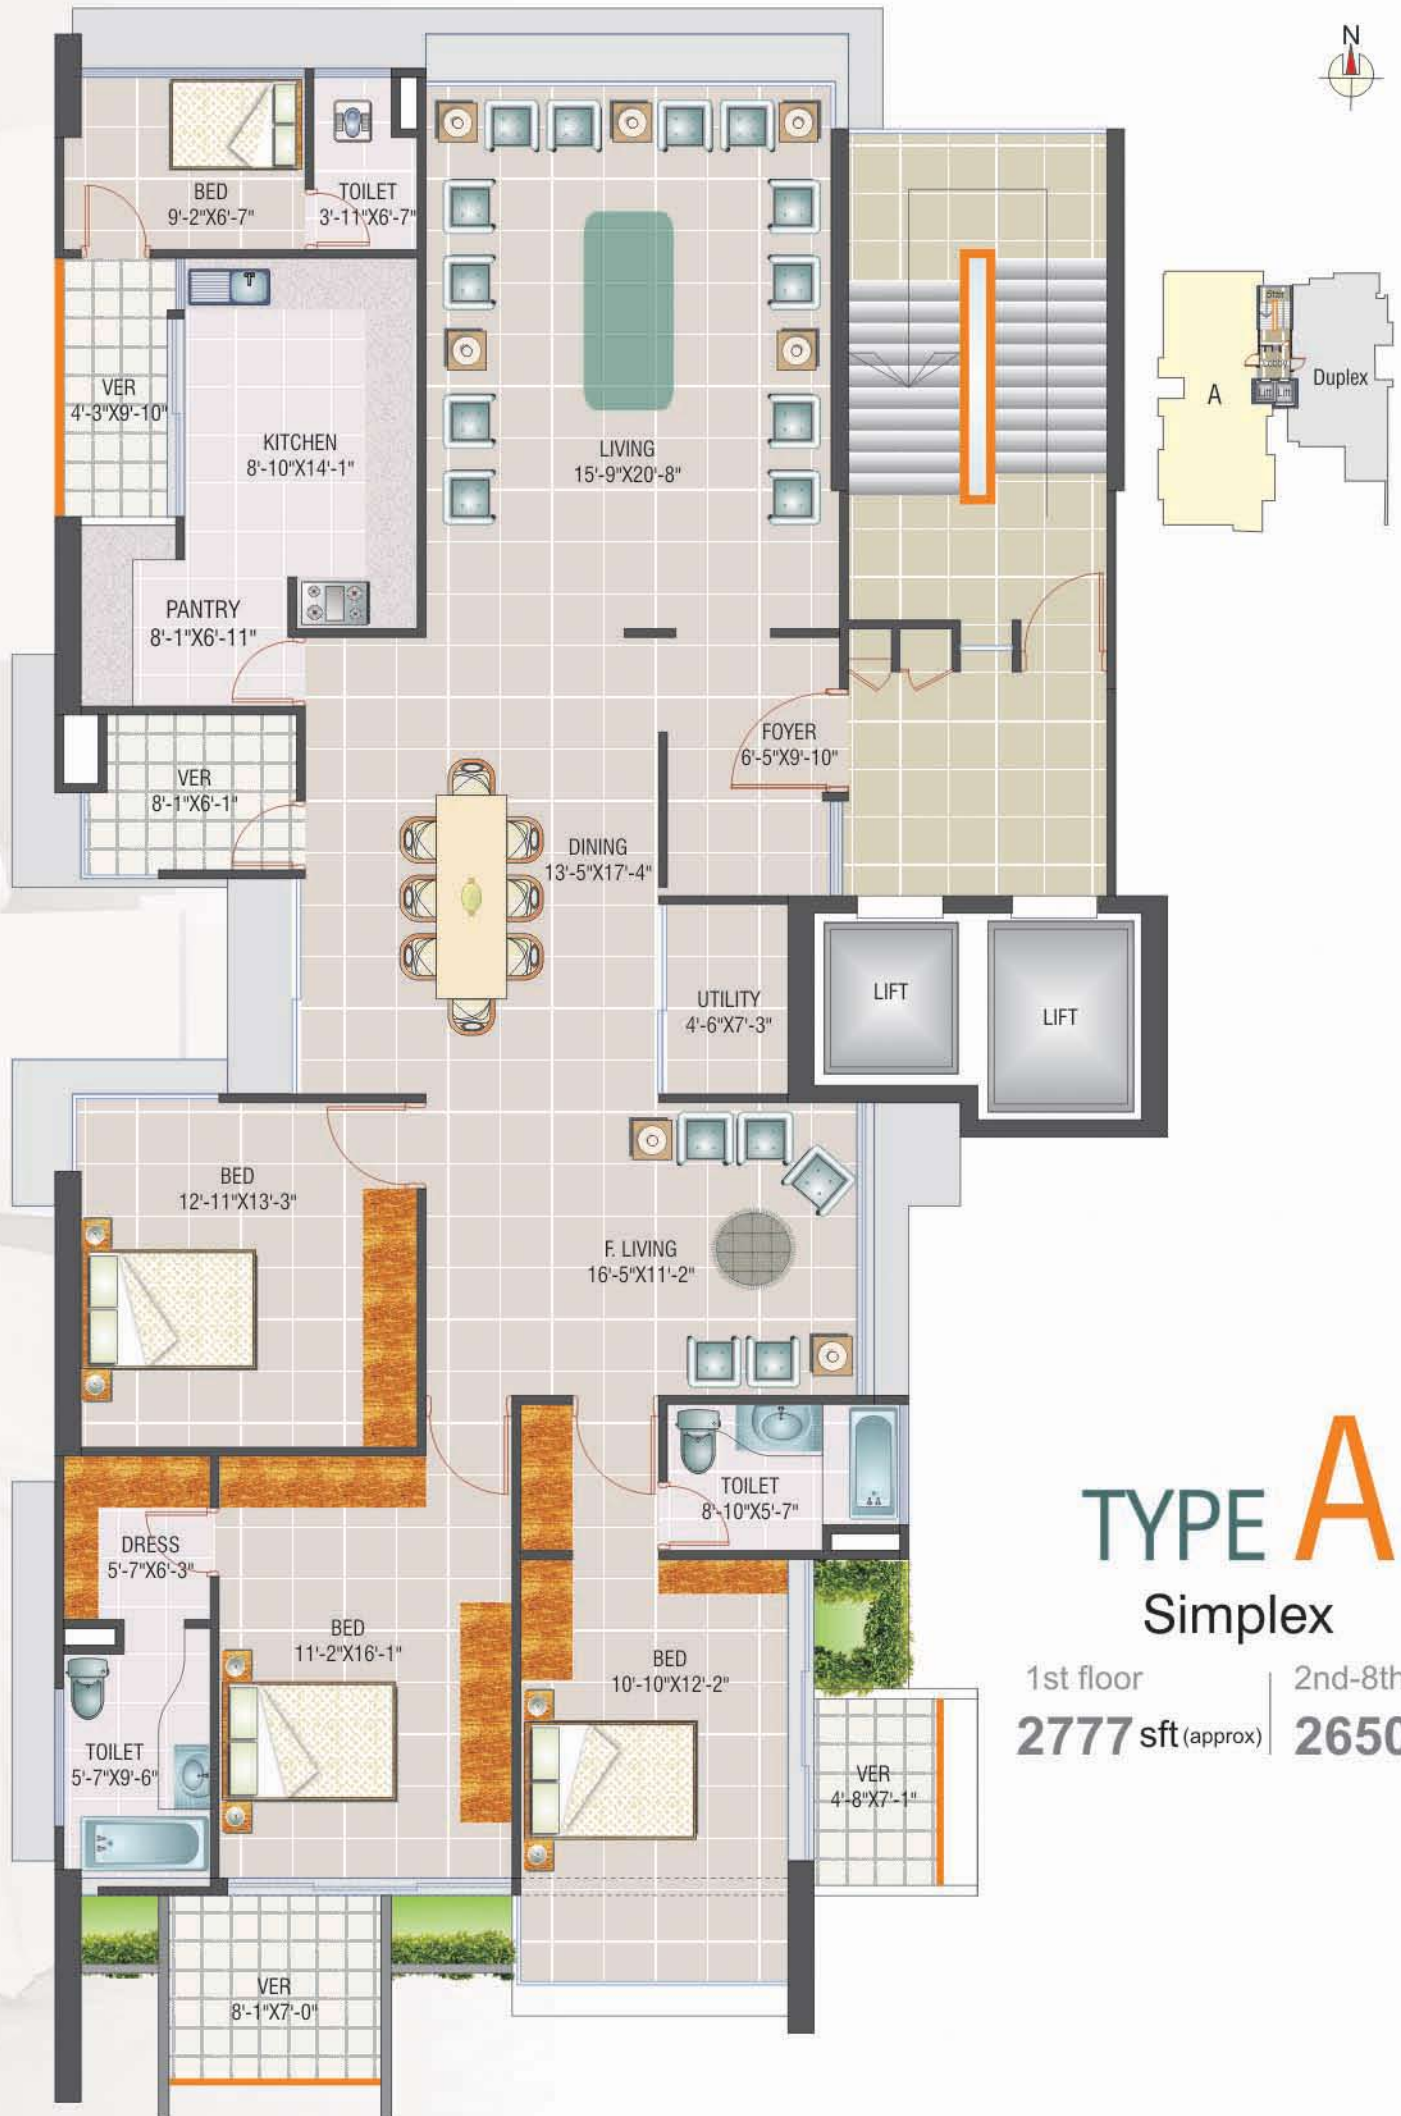 N
BED
9'-2"X6'-7"
TOILET
3'-11"X6'-7"
VER
4'-3"X9'-10"
KITCHEN
8'-10"X14'-1"
LIVING
15'-9"X20'-8"
A
Duplex
PANTRY
8'-1"X6'-11"
VER
8'-1"X6'-1"
FOYER
6'-5"X9'-10"
DINING
13'-5"X17'-4"
UTILITY
4'-6"X7'-3"
LIFT
LIFT
BED
12'-11"X13'-3"
F. LIVING
16'-5"X11'-2"
TOILET
8'-10"X5'-7"
DRESS
5'-7"X6'-3"
BED
11'-2"X16'-1"
BED
10'-10"X12'-2"
TOILET
5'-7"X9'-6"
VER
4'-8"X7'-1"
VER
8'-1"X7'-0"
TYPE A
Simplex
1st floor
2777 sft (approx)
2nd-8th
2650